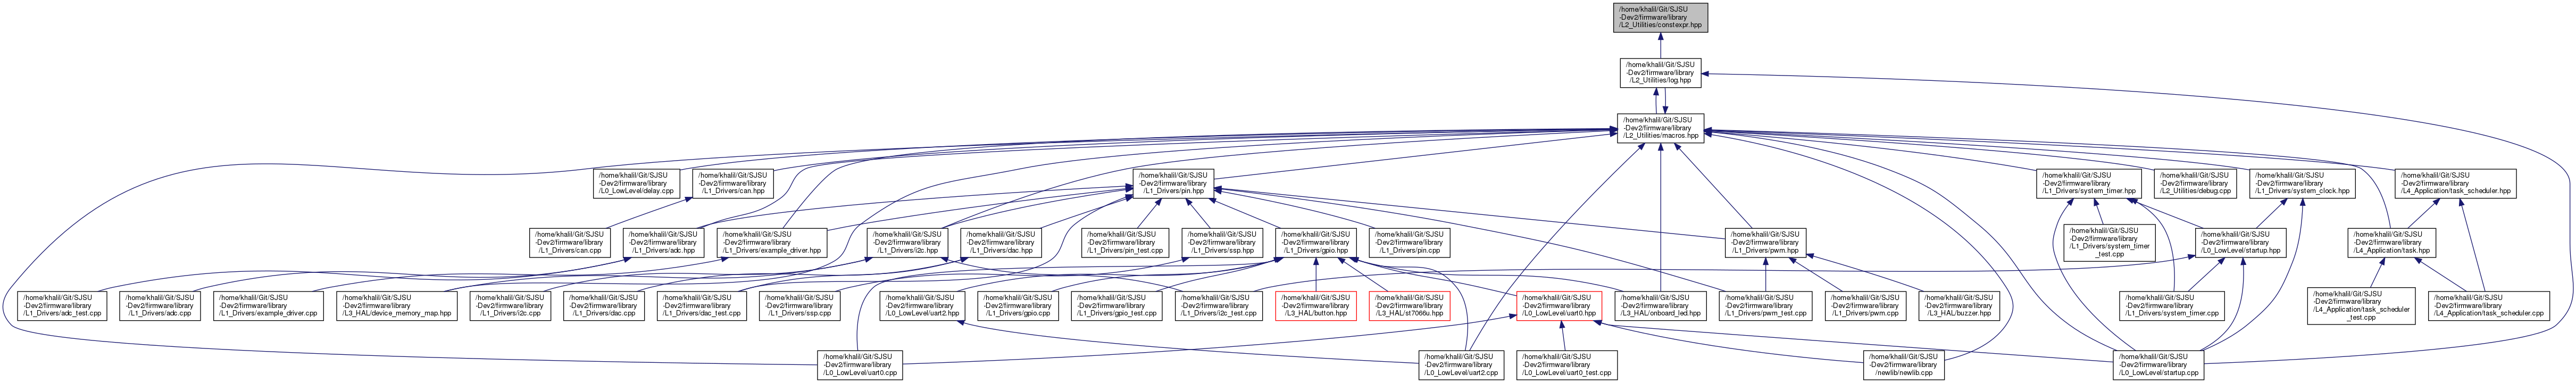 /home/khalil/Git/SJSU
-Dev2/firmware/library
/L2_Utilities/constexpr.hpp
/home/khalil/Git/SJSU
-Dev2/firmware/library
/L2_Utilities/log.hpp
/home/khalil/Git/SJSU
-Dev2/firmware/library
/L2_Utilities/macros.hpp
/home/khalil/Git/SJSU
-Dev2/firmware/library
/L0_LowLevel/delay.cpp
/home/khalil/Git/SJSU
-Dev2/firmware/library
/L1_Drivers/can.hpp
/home/khalil/Git/SJSU
-Dev2/firmware/library
/L1_Drivers/pin.hpp
/home/khalil/Git/SJSU
-Dev2/firmware/library
/L1_Drivers/system_timer.hpp
/home/khalil/Git/SJSU
-Dev2/firmware/library
/L2_Utilities/debug.cpp
/home/khalil/Git/SJSU
-Dev2/firmware/library
/L1_Drivers/system_clock.hpp
/home/khalil/Git/SJSU
-Dev2/firmware/library
/L4_Application/task_scheduler.hpp
/home/khalil/Git/SJSU
-Dev2/firmware/library
/L1_Drivers/can.cpp
/home/khalil/Git/SJSU
-Dev2/firmware/library
/L1_Drivers/adc.hpp
/home/khalil/Git/SJSU
-Dev2/firmware/library
/L1_Drivers/example_driver.hpp
/home/khalil/Git/SJSU
-Dev2/firmware/library
/L1_Drivers/i2c.hpp
/home/khalil/Git/SJSU
-Dev2/firmware/library
/L1_Drivers/dac.hpp
/home/khalil/Git/SJSU
-Dev2/firmware/library
/L1_Drivers/pin_test.cpp
/home/khalil/Git/SJSU
-Dev2/firmware/library
/L1_Drivers/ssp.hpp
/home/khalil/Git/SJSU
-Dev2/firmware/library
/L1_Drivers/gpio.hpp
/home/khalil/Git/SJSU
-Dev2/firmware/library
/L1_Drivers/pin.cpp
/home/khalil/Git/SJSU
-Dev2/firmware/library
/L1_Drivers/pwm.hpp
/home/khalil/Git/SJSU
-Dev2/firmware/library
/L1_Drivers/system_timer
_test.cpp
/home/khalil/Git/SJSU
-Dev2/firmware/library
/L0_LowLevel/startup.hpp
/home/khalil/Git/SJSU
-Dev2/firmware/library
/L4_Application/task.hpp
/home/khalil/Git/SJSU
-Dev2/firmware/library
/L1_Drivers/adc_test.cpp
/home/khalil/Git/SJSU
-Dev2/firmware/library
/L1_Drivers/adc.cpp
/home/khalil/Git/SJSU
-Dev2/firmware/library
/L1_Drivers/example_driver.cpp
/home/khalil/Git/SJSU
-Dev2/firmware/library
/L3_HAL/device_memory_map.hpp
/home/khalil/Git/SJSU
-Dev2/firmware/library
/L1_Drivers/i2c.cpp
/home/khalil/Git/SJSU
-Dev2/firmware/library
/L1_Drivers/dac.cpp
/home/khalil/Git/SJSU
-Dev2/firmware/library
/L1_Drivers/dac_test.cpp
/home/khalil/Git/SJSU
-Dev2/firmware/library
/L1_Drivers/ssp.cpp
/home/khalil/Git/SJSU
-Dev2/firmware/library
/L0_LowLevel/uart2.hpp
/home/khalil/Git/SJSU
-Dev2/firmware/library
/L1_Drivers/gpio.cpp
/home/khalil/Git/SJSU
-Dev2/firmware/library
/L1_Drivers/gpio_test.cpp
/home/khalil/Git/SJSU
-Dev2/firmware/library
/L1_Drivers/i2c_test.cpp
/home/khalil/Git/SJSU
-Dev2/firmware/library
/L3_HAL/button.hpp
/home/khalil/Git/SJSU
-Dev2/firmware/library
/L3_HAL/st7066u.hpp
/home/khalil/Git/SJSU
-Dev2/firmware/library
/L0_LowLevel/uart0.hpp
/home/khalil/Git/SJSU
-Dev2/firmware/library
/L3_HAL/onboard_led.hpp
/home/khalil/Git/SJSU
-Dev2/firmware/library
/L1_Drivers/pwm_test.cpp
/home/khalil/Git/SJSU
-Dev2/firmware/library
/L1_Drivers/pwm.cpp
/home/khalil/Git/SJSU
-Dev2/firmware/library
/L3_HAL/buzzer.hpp
/home/khalil/Git/SJSU
-Dev2/firmware/library
/L1_Drivers/system_timer.cpp
/home/khalil/Git/SJSU
-Dev2/firmware/library
/L4_Application/task_scheduler
_test.cpp
/home/khalil/Git/SJSU
-Dev2/firmware/library
/L4_Application/task_scheduler.cpp
/home/khalil/Git/SJSU
-Dev2/firmware/library
/L0_LowLevel/uart0.cpp
/home/khalil/Git/SJSU
-Dev2/firmware/library
/L0_LowLevel/uart2.cpp
/home/khalil/Git/SJSU
-Dev2/firmware/library
/L0_LowLevel/uart0_test.cpp
/home/khalil/Git/SJSU
-Dev2/firmware/library
/newlib/newlib.cpp
/home/khalil/Git/SJSU
-Dev2/firmware/library
/L0_LowLevel/startup.cpp